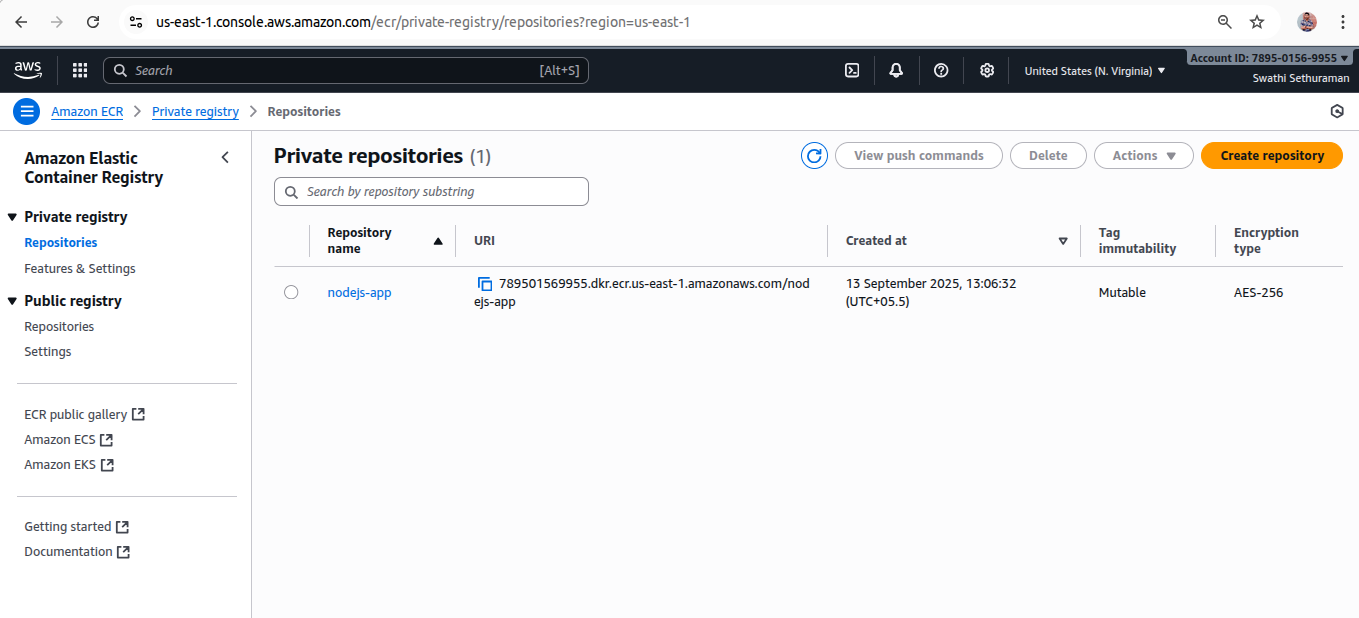 us-east-1.console.aws.amazon.com/ecr/private-registry/repositories?region=us-east-1
aws
Search
[Alt+S]
United States (N. Virginia)
Account ID: 7895-0156-9955
Swathi Sethuraman
Amazon ECR
Private registry
Repositories
Amazon Elastic
Container Registry
Private registry
Repositories
Features & Settings
Public registry
Repositories
Settings
ECR public gallery
Amazon ECS
Amazon EKS
Getting started
Documentation
Private repositories (1)
View push commands
Delete
Actions
Create repository
Search by repository substring
Repository
name
URI
Created at
Tag
immutability
Encryption
type
nodejs-app
789501569955.dkr.ecr.us-east-1.amazonaws.com/nod
ejs-app
13 September 2025, 13:06:32
(UTC+05.5)
Mutable
AES-256